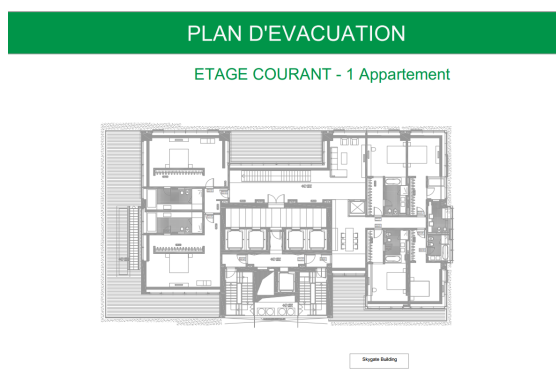 PLAN D'EVACUATION
ETAGE COURANT - 1 Appartement
Skygate Building